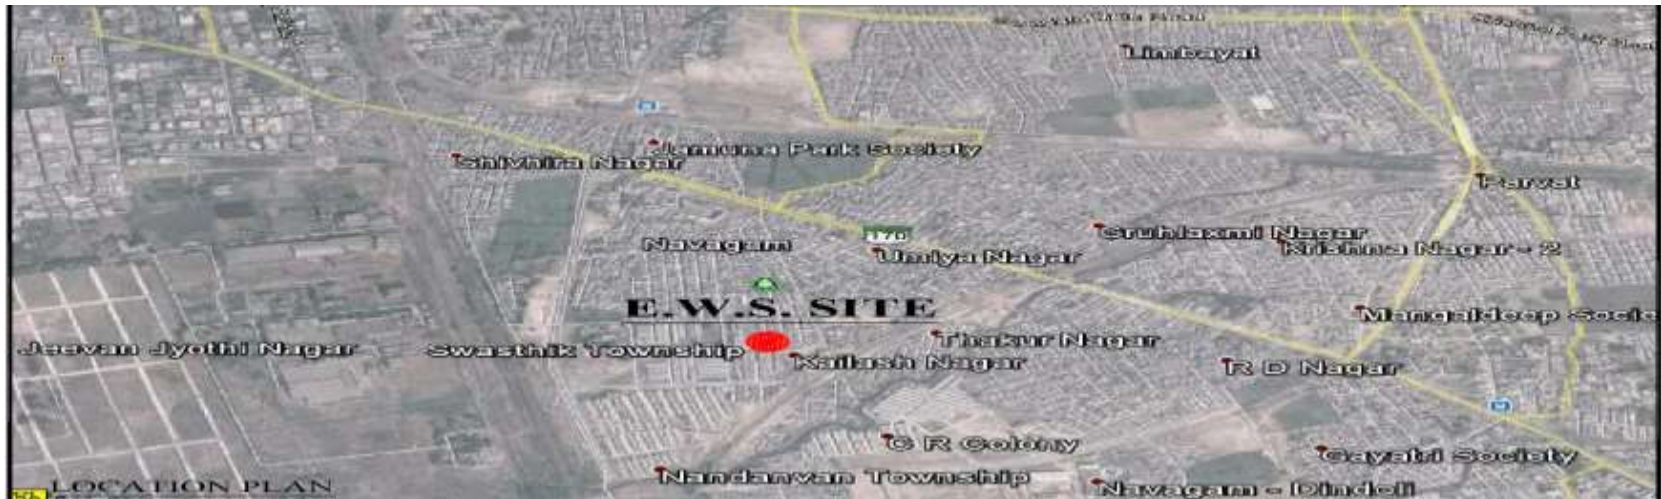 Limbayat
Jamuna Park Society
Shivhira Nagar
Parvat
Gruhlaxmi Nagar
170
Navagam
Krishna Nagar - 2
Umiya Nagar
E.W.S. SITE
Mangaldeep Socie
Thakur Nagar
Jeevan Jyothi Nagar
Swasthik Township
Kailash Nagar
R D Nagar
C R Colony
Gayatri Society
Nandanvan Township
LOCATION PLAN
Navagam - Dindoli